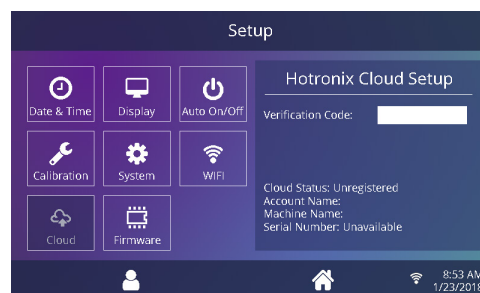 Setup
Date & Time
Display
Auto On/Off
Calibration
System
WIFI
Cloud
Firmware
Hotronix Cloud Setup
Verification Code:
Cloud Status: Unregistered
Account Name:
Machine Name:
Serial Number: Unavailable
8:53 AM
1/23/2018